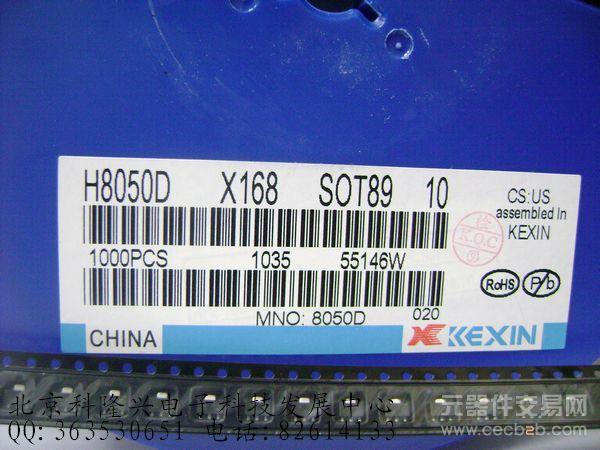 H8050D X168 SOT89 10
CS:US
assembled In
KEXIN
K.O.C
1000PCS 1035 55146W
RoHS Pb
MNO: 8050D 020
CHINA KEXIN
北京科隆兴电子科技发展中心
QQ:363530651 电话:82614133
元器件交易网
www.cecb2b.com